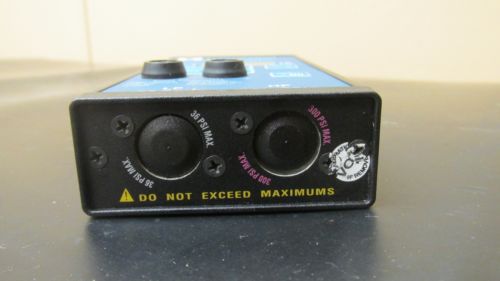 36 PSI MAX.
36 PSI MAX.
300 PSI MAX.
300 PSI MAX.
DO NOT EXCEED MAXIMUMS